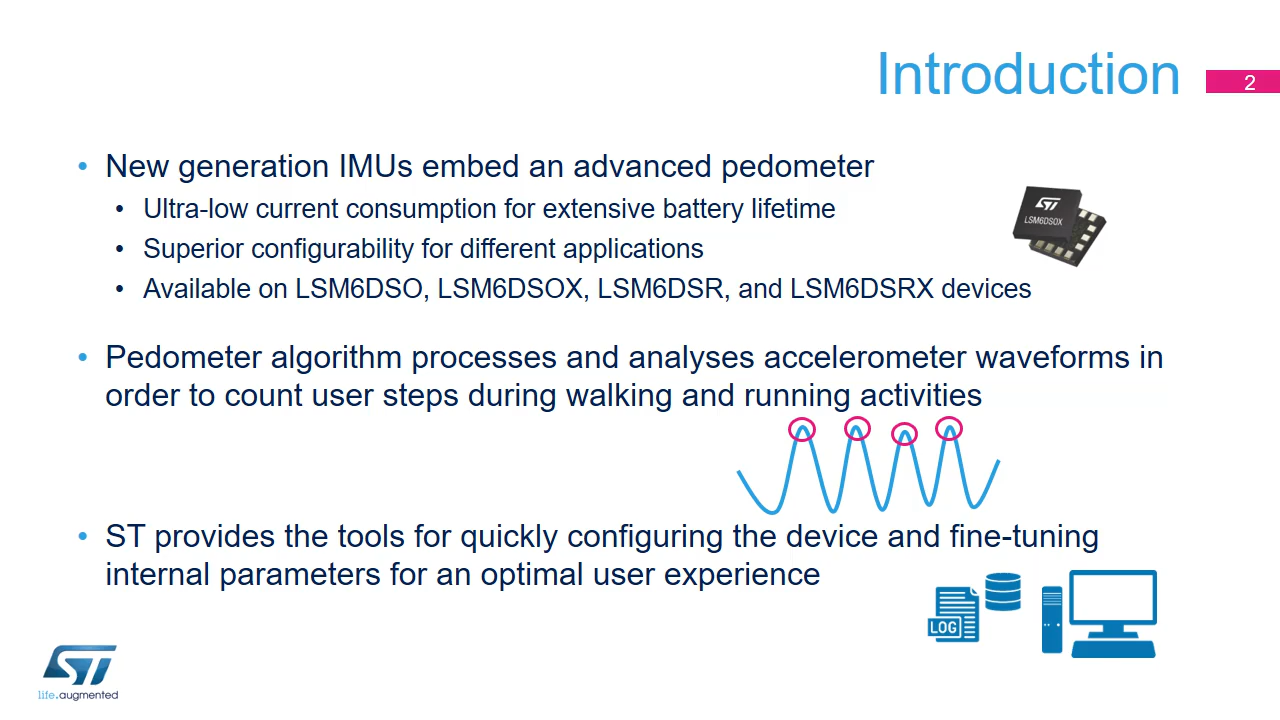 Introduction
2
• New generation IMUs embed an advanced pedometer
• Ultra-low current consumption for extensive battery lifetime
• Superior configurability for different applications
• Available on LSM6DSO, LSM6DSOX, LSM6DSR, and LSM6DSRX devices
ST
LSM6DSOX
• Pedometer algorithm processes and analyses accelerometer waveforms in
order to count user steps during walking and running activities
• ST provides the tools for quickly configuring the device and fine-tuning
internal parameters for an optimal user experience
LOG
ST
life.augmented